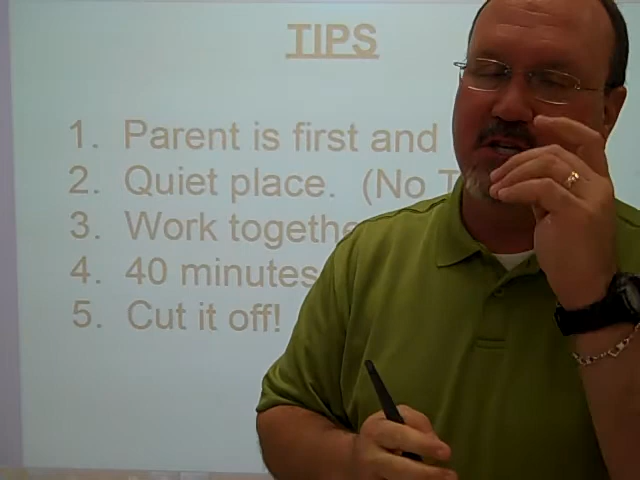 TIPS
1. Parent is first and
2. Quiet place. (No T
3. Work togethe
4. 40 minutes
5. Cut it off!